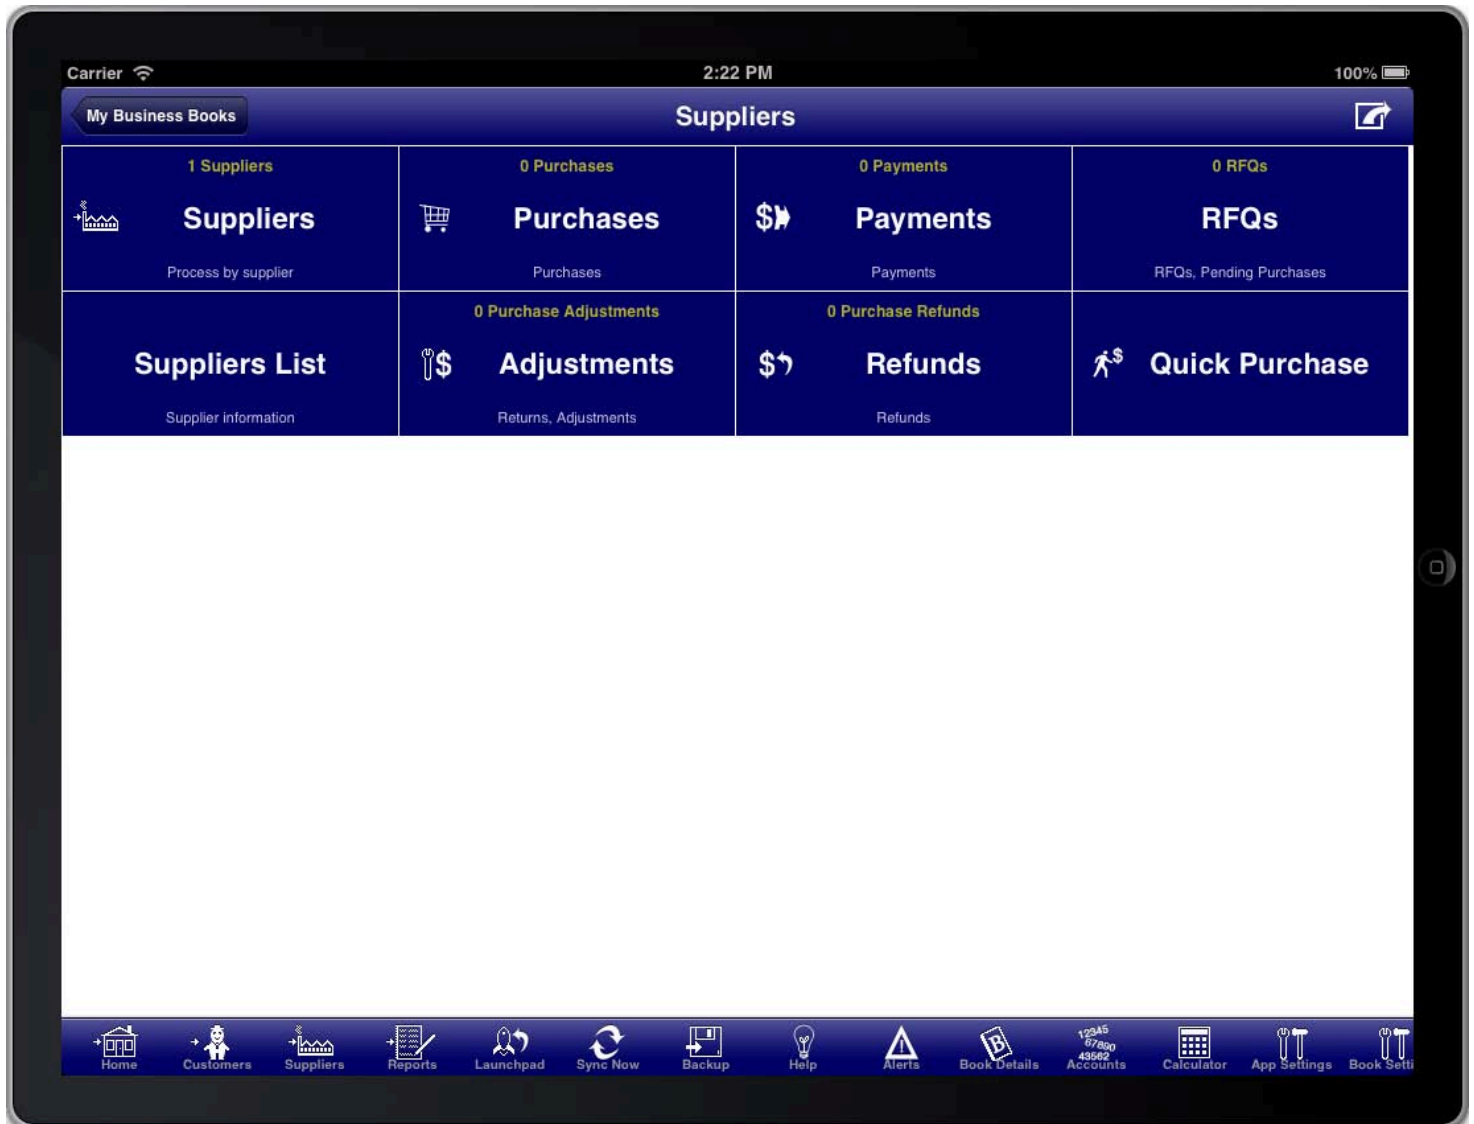 Carrier 2:22 PM 100%
My Business Books Suppliers
1 Suppliers 0 Purchases 0 Payments 0 RFQs
Suppliers Purchases $ Payments RFQs
Process by supplier Purchases Payments RFQs, Pending Purchases
0 Purchase Adjustments 0 Purchase Refunds
Suppliers List $ Adjustments $ Refunds $ Quick Purchase
Supplier information Returns, Adjustments Refunds
12345
67890
43562
B
Home Customers Suppliers Reports Launchpad Sync Now Backup Help Alerts Book Details Accounts Calculator App Settings Book Setti